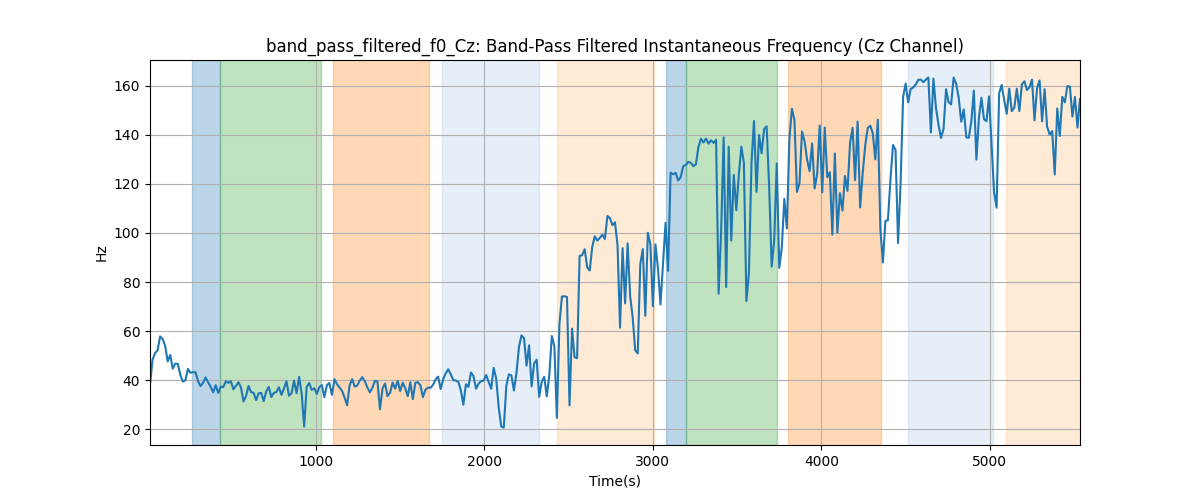 band_pass_filtered_f0_Cz: Band-Pass Filtered Instantaneous Frequency (Cz Channel)
160
140
120
100
80
60
40
20
Hz
1000 2000 3000 4000 5000
Time(s)